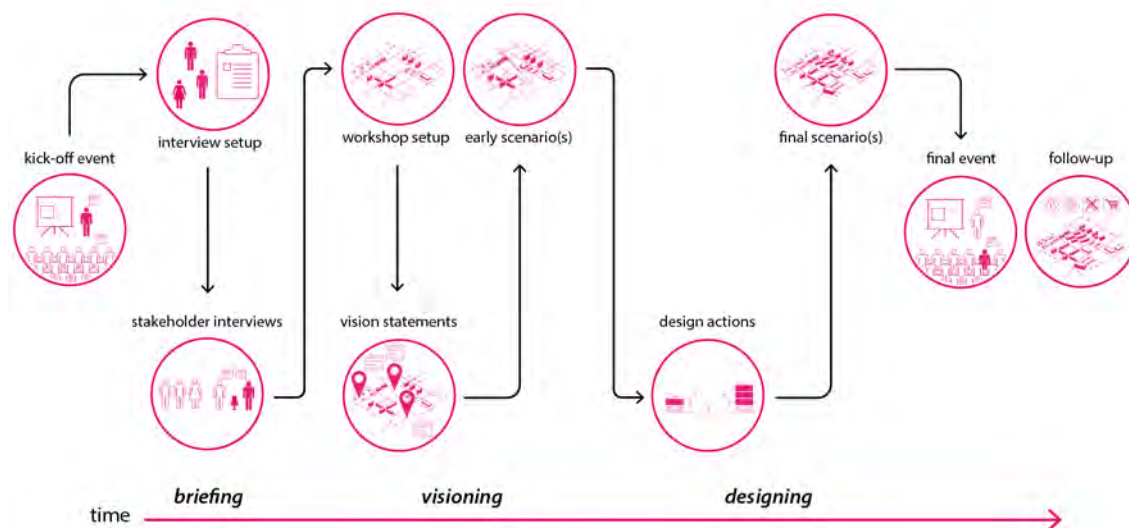 interview setup
workshop setup
early scenario(s)
final scenario(s)
kick-off event
final event
follow-up
stakeholder interviews
vision statements
design actions
briefing
visioning
designing
time